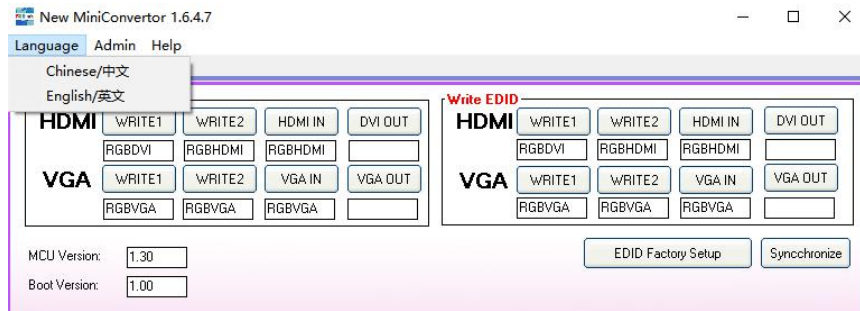 New MiniConvertor 1.6.4.7
Language Admin Help
Chinese/中文
English/英文
Write EDID
HDMI WRITE1 WRITE2 HDMI IN DVI OUT HDMI WRITE1 WRITE2 HDMI IN DVI OUT
RGBDVI RGBHDMI RGBHDMI RGBDVI RGBHDMI RGBHDMI
VGA WRITE1 WRITE2 VGA IN VGA OUT VGA WRITE1 WRITE2 VGA IN VGA OUT
RGBVGA RGBVGA RGBVGA RGBVGA RGBVGA RGBVGA
MCU Version: 1.30 EDID Factory Setup Syncchronize
Boot Version: 1.00